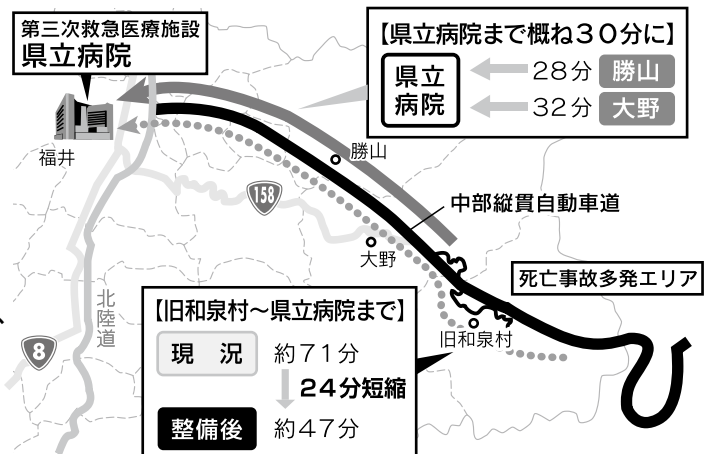 第三次救急医療施設
県立病院
【県立病院まで概ね30分に】
県立
病院
28分 勝山
32分 大野
福井
勝山
158
中部縦貫自動車道
大野
死亡事故多発エリア
北陸道
8
【旧和泉村～県立病院まで】
現 況 約71分
24分短縮
整備後 約47分
旧和泉村